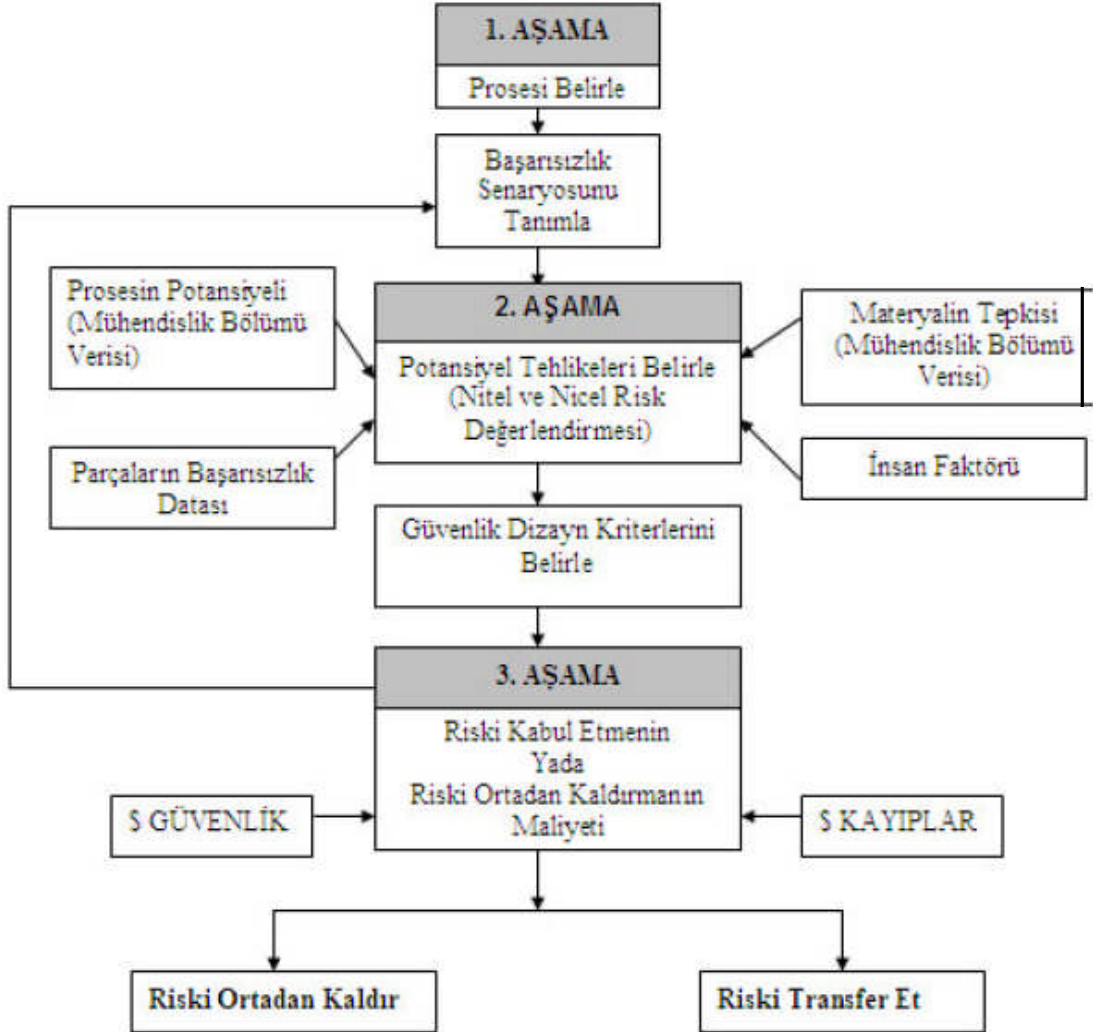 1. AŞAMA
Prosesi Belirle
Başarısızlık
Senaryosunu
Tanımla
Prosesin Potansiyeli
(Mühendislik Bölümü
Verisi)
2. AŞAMA
Potansiyel Tehlikeleri Belirle
(Nitel ve Nicel Risk
Değerlendirmesi)
Materyalin Tepkisi
(Mühendislik Bölümü
Verisi)
Parçaların Başarısızlık
Datası
İnsan Faktörü
Güvenlik Dizayn Kriterlerini
Belirle
3. AŞAMA
Riski Kabul Etmenin
Yada
Riski Ortadan Kaldırmanın
Maliyeti
$ GÜVENLİK
$ KAYIPLAR
Riski Ortadan Kaldır
Riski Transfer Et